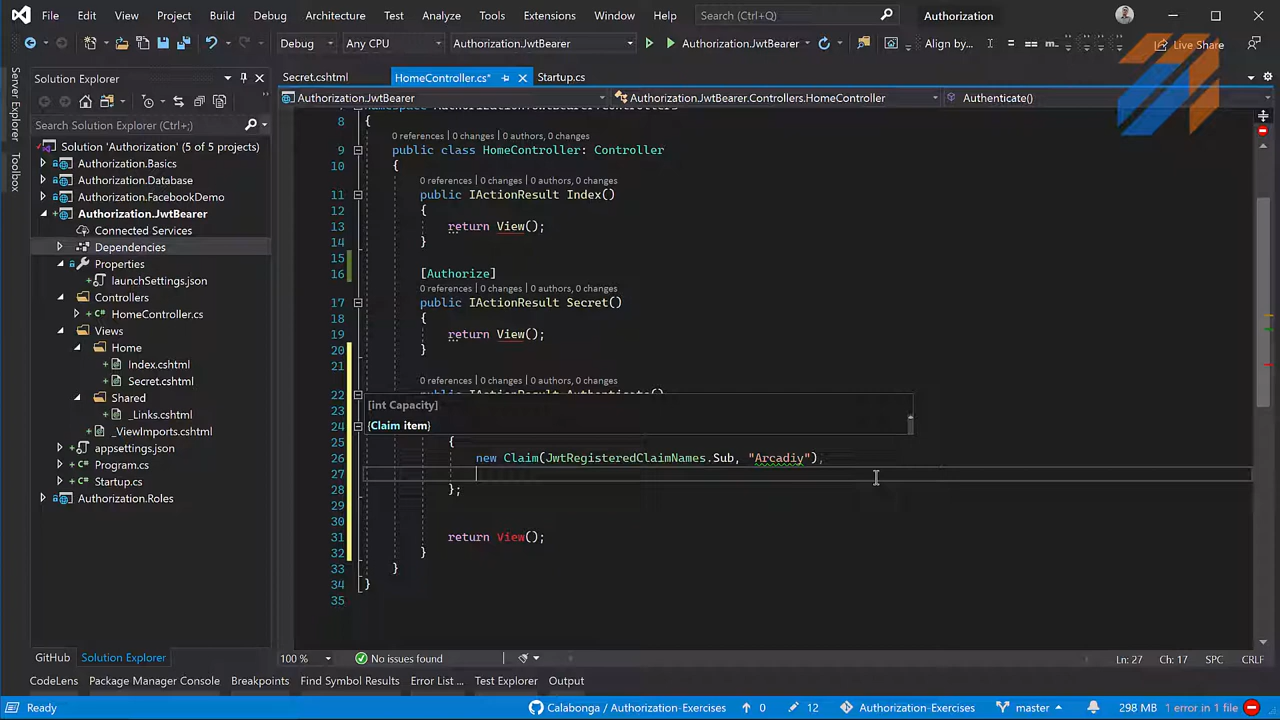 File Edit View Project Build Debug Architecture Test Analyze Tools Extensions Window Help Search (Ctrl+Q) Authorization
Debug Any CPU Authorization.JwtBearer Authorization.JwtBearer Align by... Live Share
Server Explorer
Toolbox
Solution Explorer
Search Solution Explorer (Ctrl+;)
Solution 'Authorization' (5 of 5 projects)
Authorization.Basics
Authorization.Database
Authorization.FacebookDemo
Authorization.JwtBearer
Connected Services
Dependencies
Properties
launchSettings.json
Controllers
HomeController.cs
Views
Home
Index.cshtml
Secret.cshtml
Shared
_Links.cshtml
_ViewImports.cshtml
appsettings.json
Program.cs
Startup.cs
Authorization.Roles
GitHub Solution Explorer
Secret.cshtml HomeController.cs* Startup.cs
Authorization.JwtBearer Authorization.JwtBearer.Controllers.HomeController Authenticate()
8 {
0 references | 0 changes | 0 authors, 0 changes
9 public class HomeController: Controller
10 {
0 references | 0 changes | 0 authors, 0 changes
11 public IActionResult Index()
12 {
13 return View();
14 }
15
16 [Authorize]
0 references | 0 changes | 0 authors, 0 changes
17 public IActionResult Secret()
18 {
19 return View();
20 }
21
0 references | 0 changes | 0 authors, 0 changes
22 public IActionResult Authenticate()
23 [int Capacity]
24 {Claim item}
25 {
26 new Claim(JwtRegisteredClaimNames.Sub, "Arcadiy"),
27
28 };
29
30
31 return View();
32 }
33 }
34 }
35
100 % No issues found Ln: 27 Ch: 17 SPC CRLF
CodeLens Package Manager Console Breakpoints Find Symbol Results Error List ... Test Explorer Output
Ready Calabonga / Authorization-Exercises 0 12 Authorization-Exercises master 298 MB 1 error in 1 file